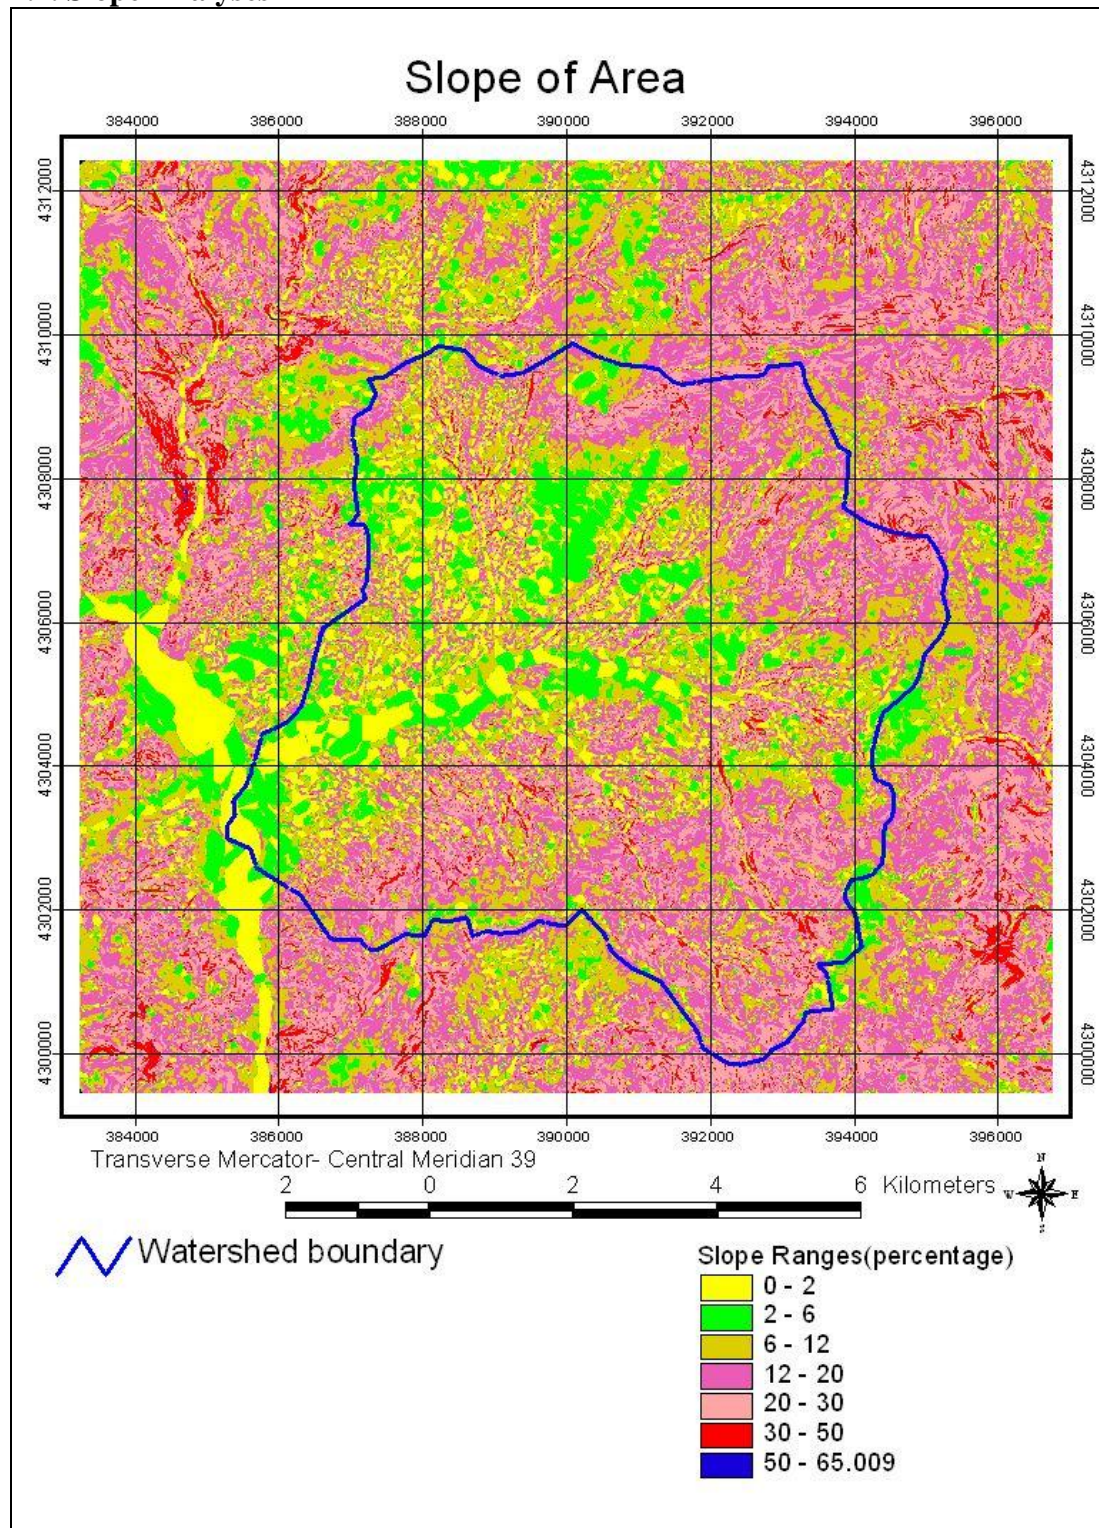 Slope of Area
384000 386000 388000 390000 392000 394000 396000
4312000 4312000
4310000 4310000
4308000 4308000
4306000 4306000
4304000 4304000
4302000 4302000
4300000 4300000
384000 386000 388000 390000 392000 394000 396000
Transverse Mercator- Central Meridian 39
2 0 2 4 6 Kilometers
N
W E
S
Watershed boundary
Slope Ranges(percentage)
0 - 2
2 - 6
6 - 12
12 - 20
20 - 30
30 - 50
50 - 65.009